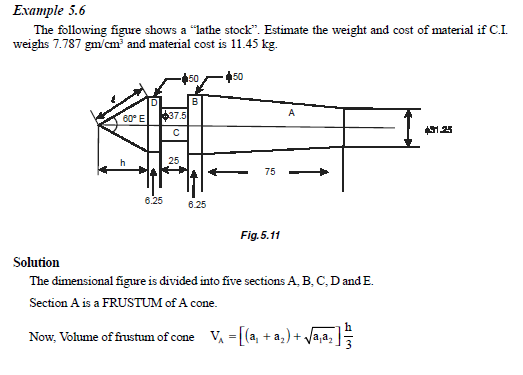 Example 5.6
The following figure shows a "lathe stock". Estimate the weight and cost of material if C.I.
weighs 7.787 gm/cm³ and material cost is 11.45 kg.
ϕ50
ϕ50
ℓ
D
B
60° E
ϕ37.5
A
C
ϕ31.25
h
25
75
6.25
6.25
Fig.5.11
Solution
The dimensional figure is divided into five sections A, B, C, D and E.
Section A is a FRUSTUM of A cone.
Now, Volume of frustum of cone V_A = [(a₁ + a₂) + √a₁a₂] h/3